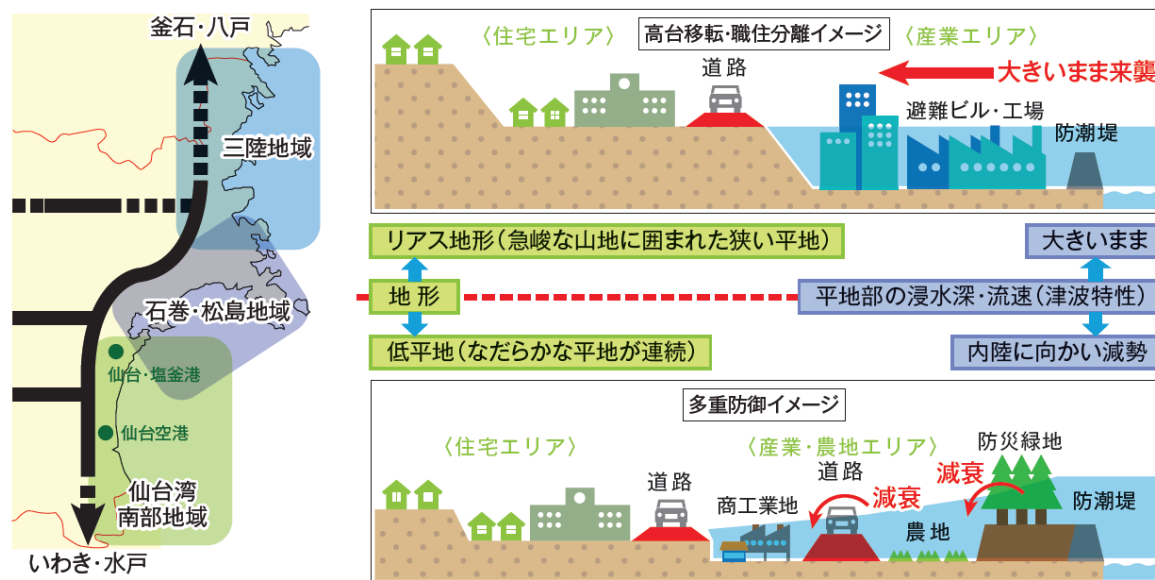 釜石・八戸
三陸地域
石巻・松島地域
仙台・塩釜港
仙台空港
仙台湾
南部地域
いわき・水戸
〈住宅エリア〉
高台移転・職住分離イメージ
〈産業エリア〉
道路
大きいまま来襲
避難ビル・工場
防潮堤
リアス地形(急峻な山地に囲まれた狭い平地)
大きいまま
地形
平地部の浸水深・流速(津波特性)
低平地(なだらかな平地が連続)
内陸に向かい減勢
多重防御イメージ
〈住宅エリア〉
〈産業・農地エリア〉
防災緑地
道路
道路
減衰
減衰
商工業地
農地
防潮堤